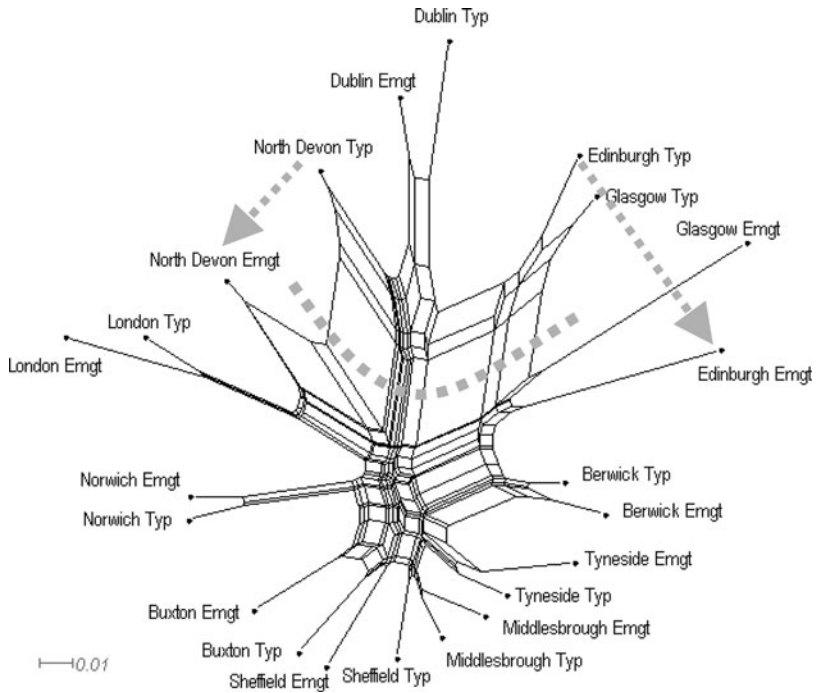 Dublin Typ
Dublin Emgt
North Devon Typ
Edinburgh Typ
Glasgow Typ
Glasgow Emgt
North Devon Emgt
London Typ
London Emgt
Edinburgh Emgt
Norwich Emgt
Berwick Typ
Norwich Typ
Berwick Emgt
Tyneside Emgt
Tyneside Typ
Buxton Emgt
Middlesbrough Emgt
Buxton Typ
Middlesbrough Typ
Sheffield Typ
Sheffield Emgt
0.01